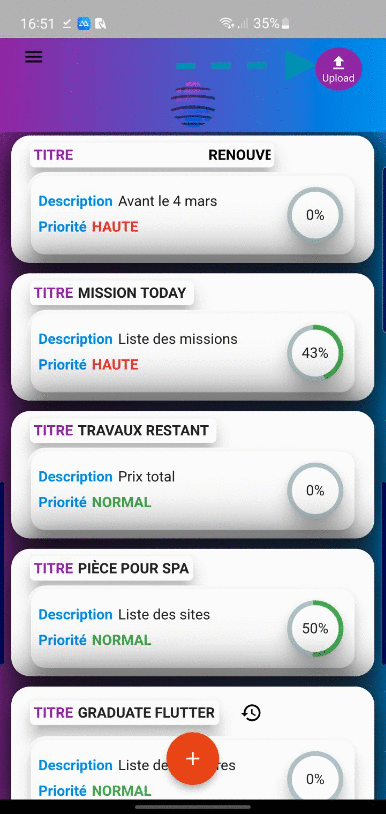 16:51 35%
Upload
TITRE RENOUVE
Description Avant le 4 mars
Priorité HAUTE
0%
TITRE MISSION TODAY
Description Liste des missions
Priorité HAUTE
43%
TITRE TRAVAUX RESTANT
Description Prix total
Priorité NORMAL
0%
TITRE PIÈCE POUR SPA
Description Liste des sites
Priorité NORMAL
50%
TITRE GRADUATE FLUTTER
Description Liste de res
Priorité NORMAL
0%